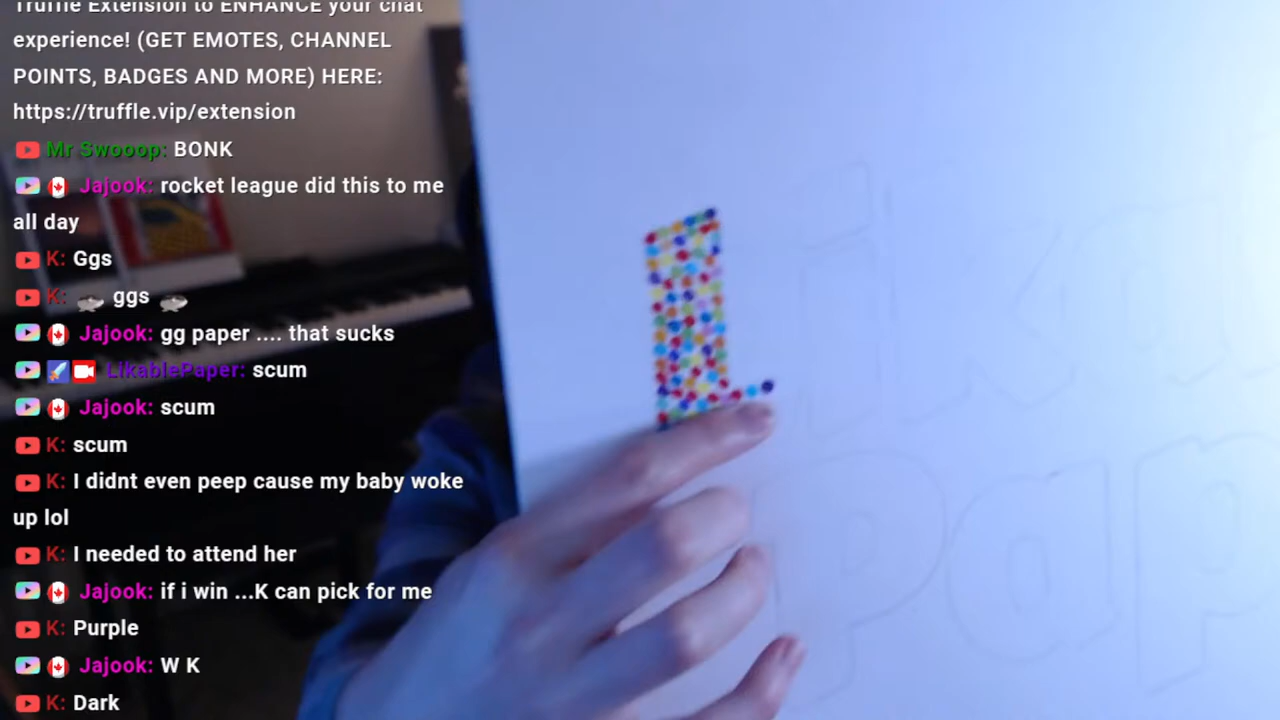 Truffle Extension to ENHANCE your chat
experience! (GET EMOTES, CHANNEL
POINTS, BADGES AND MORE) HERE:
https://truffle.vip/extension
Mr Swooop: BONK
Jajook: rocket league did this to me
all day
K: Ggs
K: ggs
Jajook: gg paper .... that sucks
LikablePaper: scum
Jajook: scum
K: scum
K: I didnt even peep cause my baby woke
up lol
K: I needed to attend her
Jajook: if i win ...K can pick for me
K: Purple
Jajook: W K
K: Dark
L ik
pap